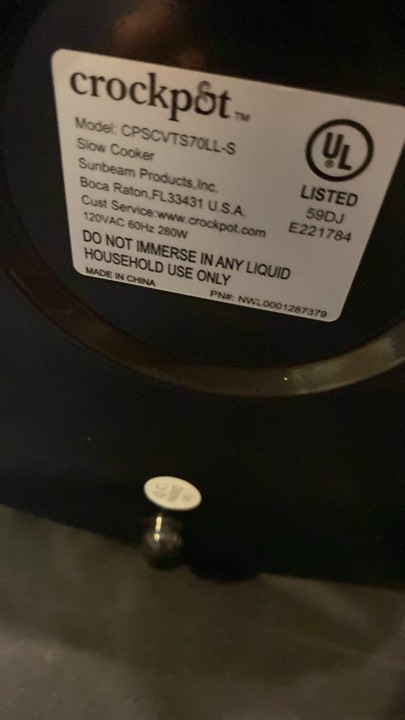 crockpot™
Model: CPSCVTS70LL-S
Slow Cooker
Sunbeam Products,Inc.
Boca Raton,FL33431 U.S.A.
Cust Service:www.crockpot.com
120VAC 60Hz 280W
DO NOT IMMERSE IN ANY LIQUID
HOUSEHOLD USE ONLY
MADE IN CHINA
PN#: NWL0001287379
UL
LISTED
59DJ
E221784